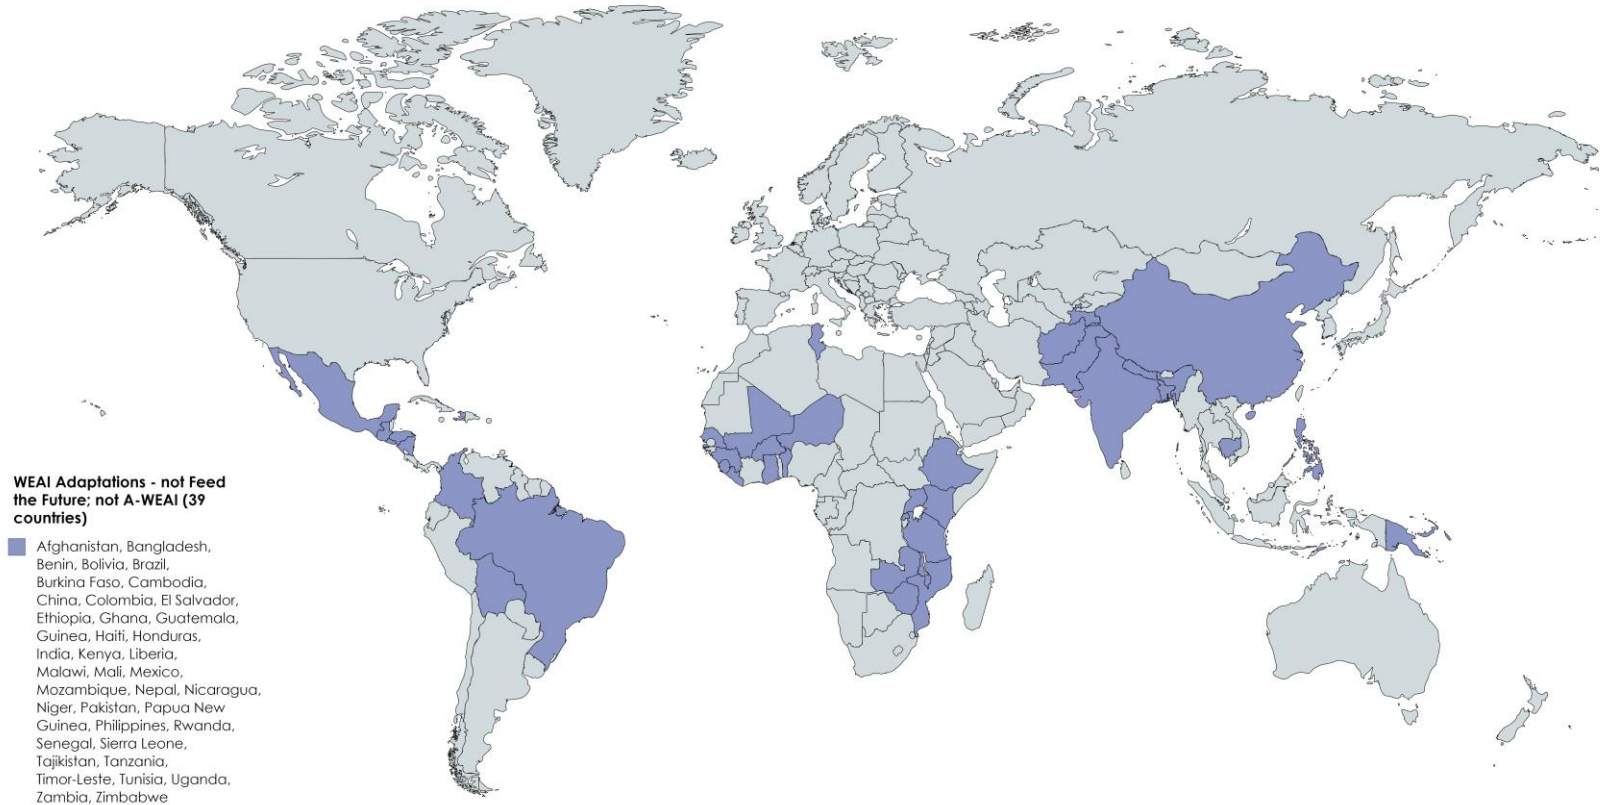 WEAI Adaptations - not Feed
the Future; not A-WEAI (39
countries)
Afghanistan, Bangladesh,
Benin, Bolivia, Brazil,
Burkina Faso, Cambodia,
China, Colombia, El Salvador,
Ethiopia, Ghana, Guatemala,
Guinea, Haiti, Honduras,
India, Kenya, Liberia,
Malawi, Mali, Mexico,
Mozambique, Nepal, Nicaragua,
Niger, Pakistan, Papua New
Guinea, Philippines, Rwanda,
Senegal, Sierra Leone,
Tajikistan, Tanzania,
Timor-Leste, Tunisia, Uganda,
Zambia, Zimbabwe